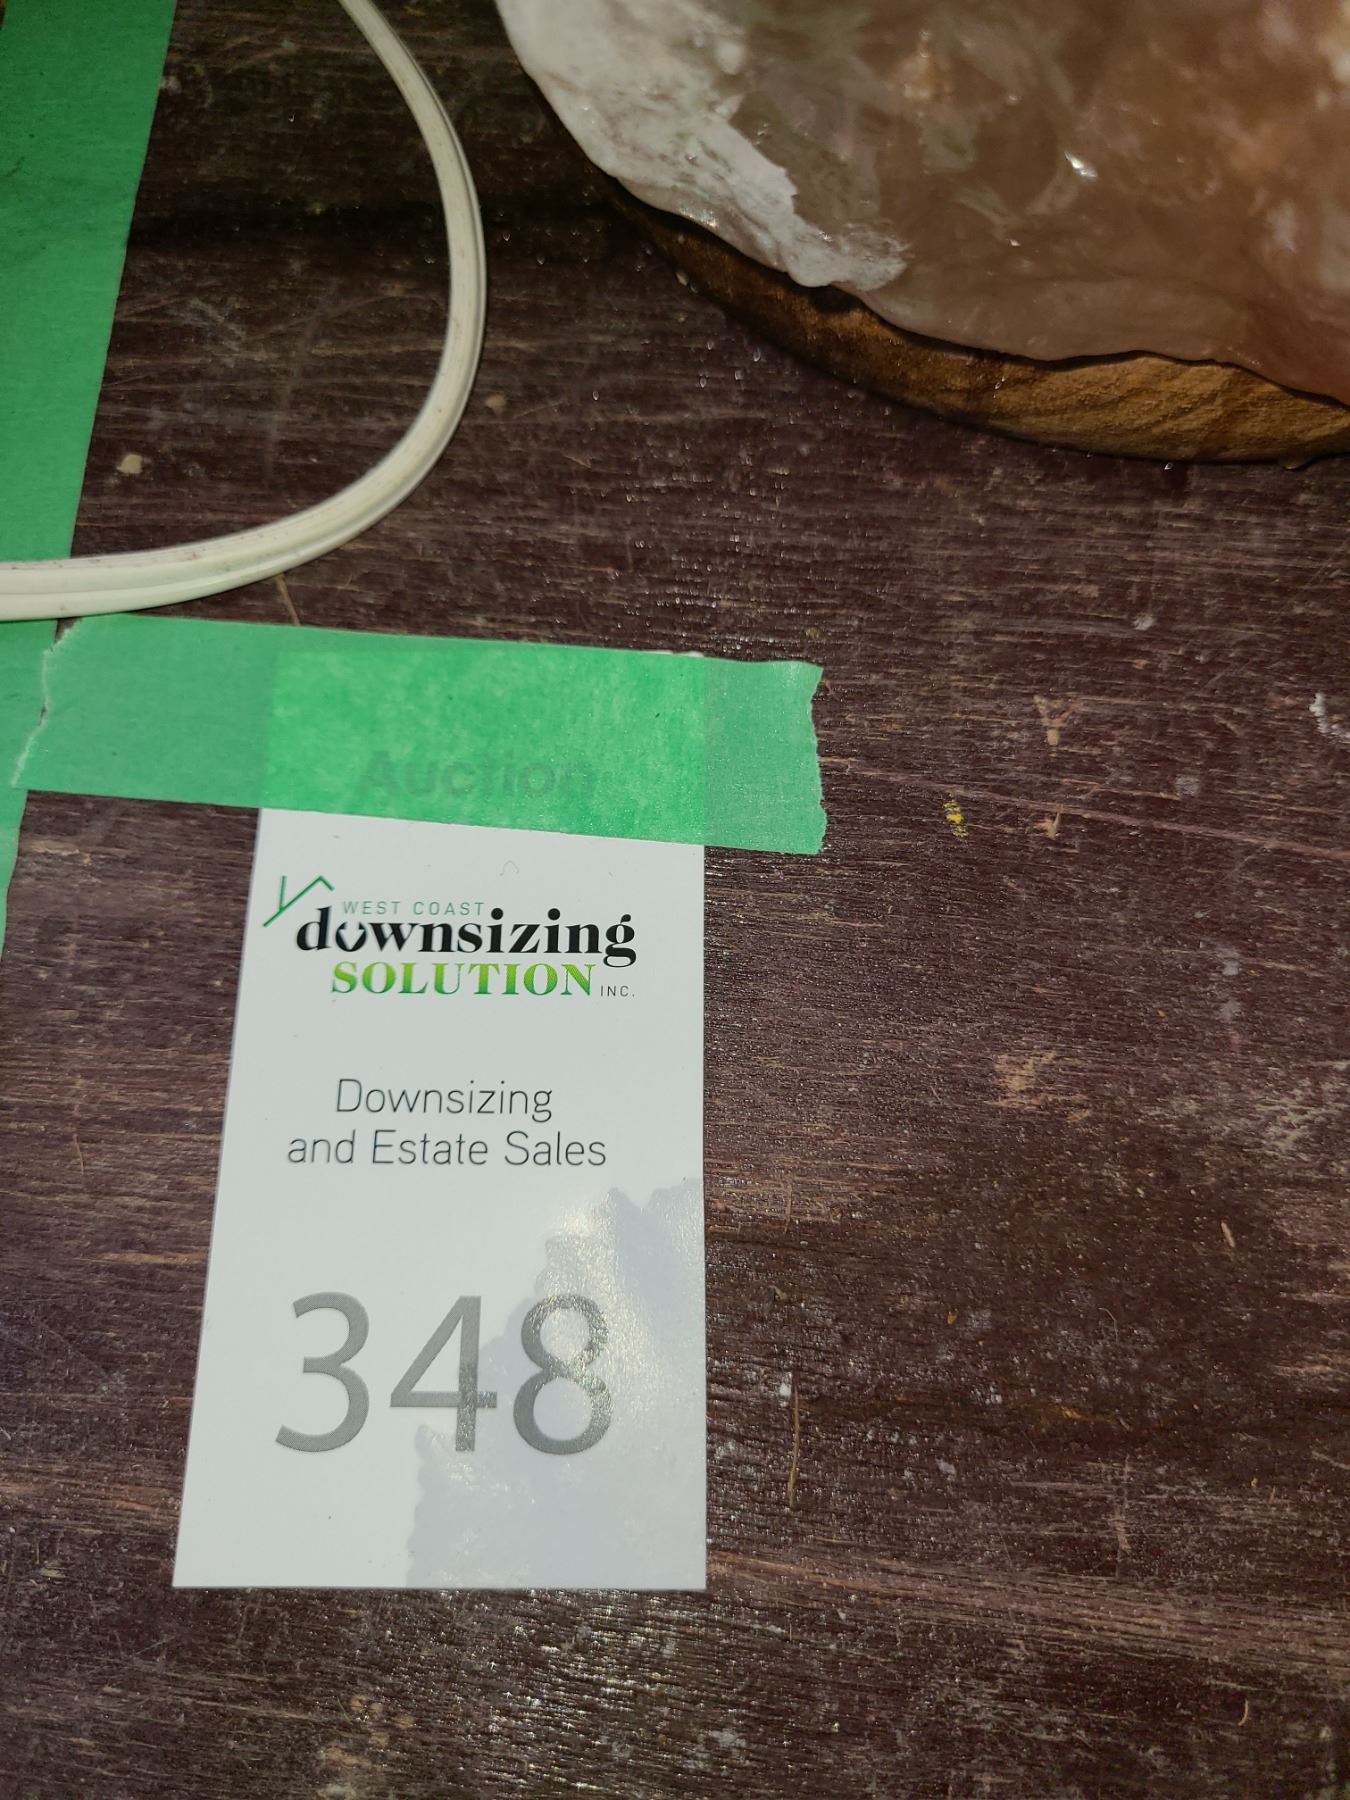 Auction
WEST COAST
downsizing
SOLUTION INC.
Downsizing
and Estate Sales
348